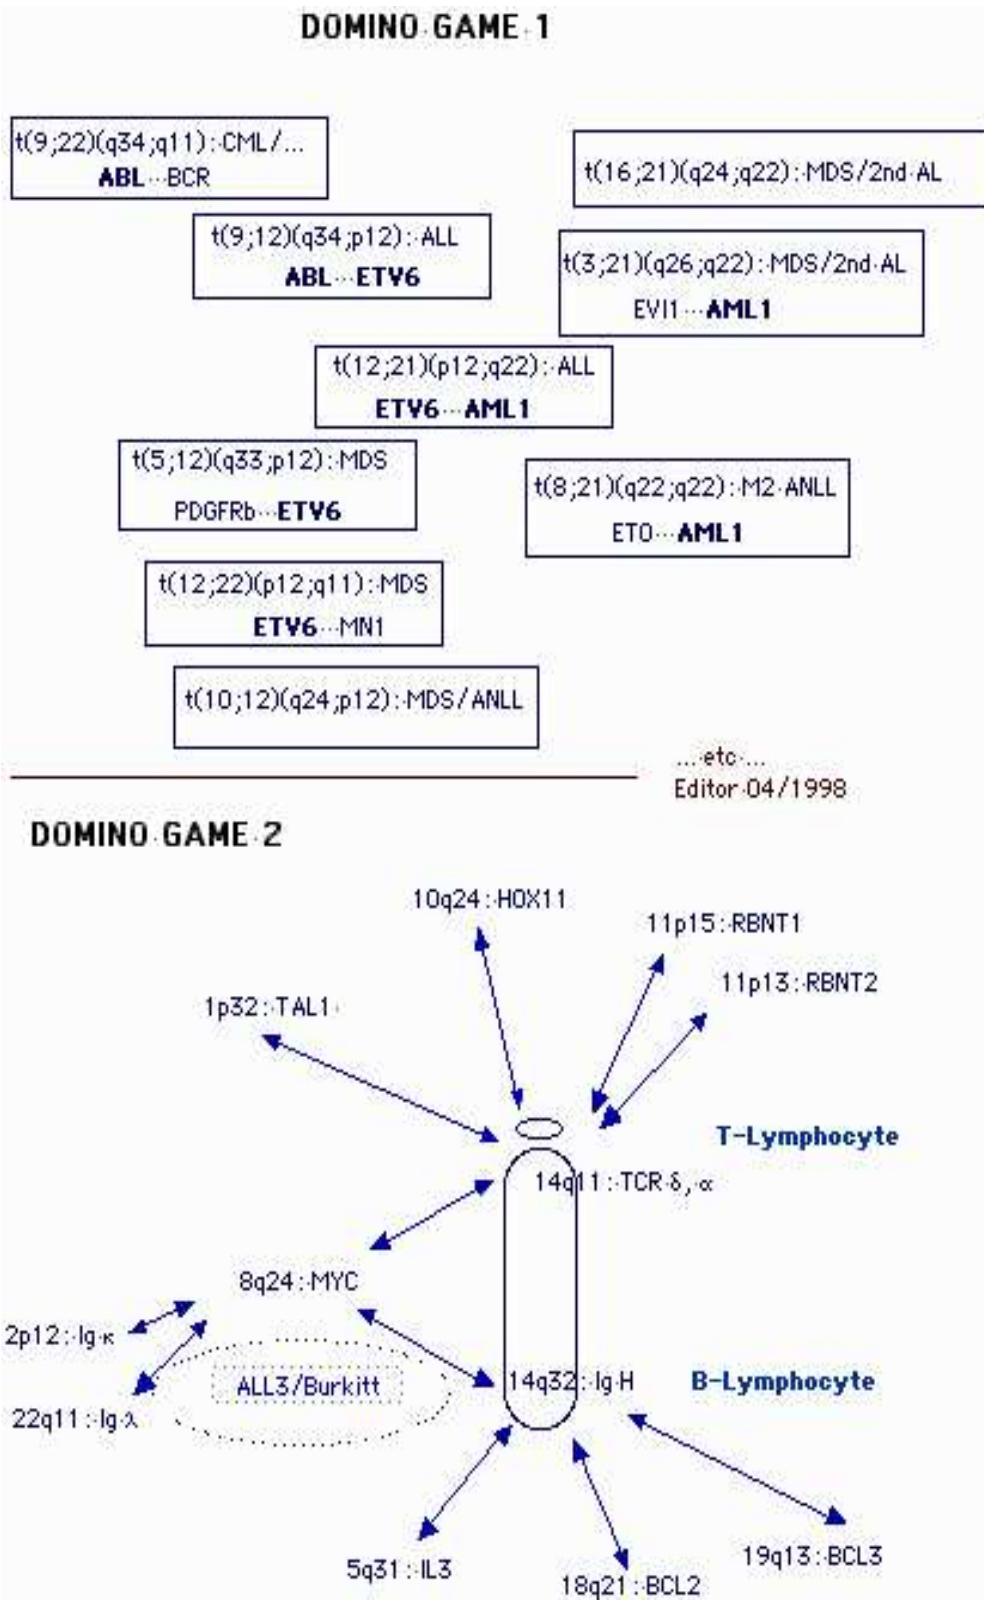 DOMINO GAME 1
t(9;22)(q34;q11): CML/...
ABL...BCR
t(16;21)(q24;q22): MDS/2nd AL
t(9;12)(q34;p12): ALL
ABL...ETV6
t(3;21)(q26;q22): MDS/2nd AL
EVI1...AML1
t(12;21)(p12;q22): ALL
ETV6...AML1
t(5;12)(q33;p12): MDS
PDGFRb...ETV6
t(8;21)(q22;q22): M2 ANLL
ETO...AML1
t(12;22)(p12;q11): MDS
ETV6...MN1
t(10;12)(q24;p12): MDS/ANLL
... etc ...
Editor 04/1998
DOMINO GAME 2
10q24: HOX11
11p15: RBNT1
11p13: RBNT2
1p32: TAL1
T-Lymphocyte
14q11: TCR δ, α
8q24: MYC
2p12: Ig κ
ALL3/Burkitt
14q32: Ig H
B-Lymphocyte
22q11: Ig λ
19q13: BCL3
5q31: IL3
18q21: BCL2